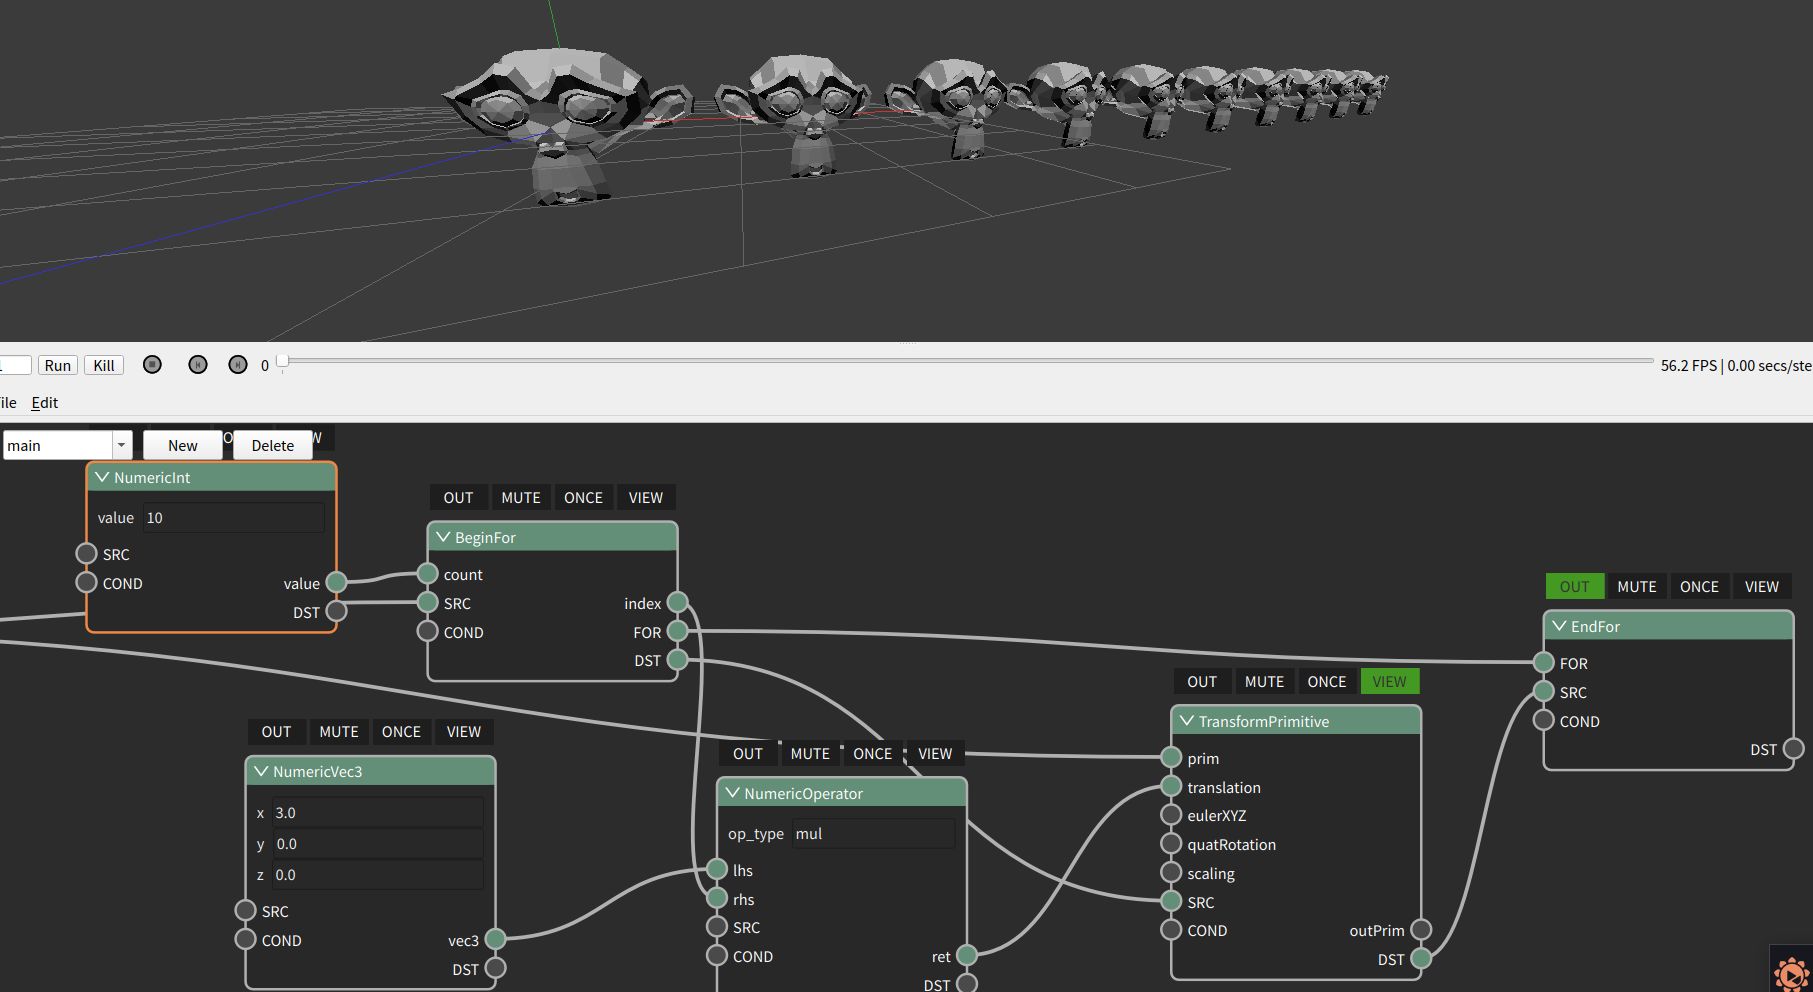 Run Kill 0 56.2 FPS | 0.00 secs/ste
ile Edit
main New Delete
NumericInt
value 10
SRC
COND value
DST
OUT MUTE ONCE VIEW
BeginFor
count
SRC index
COND FOR
DST
OUT MUTE ONCE VIEW
EndFor
FOR
SRC
COND
DST
OUT MUTE ONCE VIEW
TransformPrimitive
prim
translation
eulerXYZ
quatRotation
scaling
SRC
COND outPrim
DST
OUT MUTE ONCE VIEW
NumericVec3
x 3.0
y 0.0
z 0.0
SRC
COND vec3
DST
OUT MUTE ONCE VIEW
NumericOperator
op_type mul
lhs
rhs
SRC
COND ret
DST